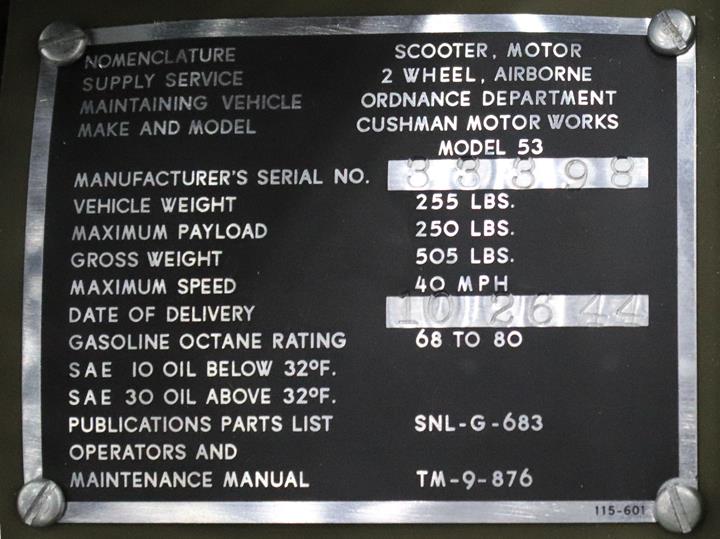 NOMENCLATURE SCOOTER, MOTOR
SUPPLY SERVICE 2 WHEEL, AIRBORNE
MAINTAINING VEHICLE ORDNANCE DEPARTMENT
MAKE AND MODEL CUSHMAN MOTOR WORKS
MODEL 53
MANUFACTURER'S SERIAL NO.
VEHICLE WEIGHT 255 LBS.
MAXIMUM PAYLOAD 250 LBS.
GROSS WEIGHT 505 LBS.
MAXIMUM SPEED 40 MPH
DATE OF DELIVERY 10 26 44
GASOLINE OCTANE RATING 68 TO 80
SAE 10 OIL BELOW 32°F.
SAE 30 OIL ABOVE 32°F.
PUBLICATIONS PARTS LIST SNL-G-683
OPERATORS AND
MAINTENANCE MANUAL TM-9-876
115-601